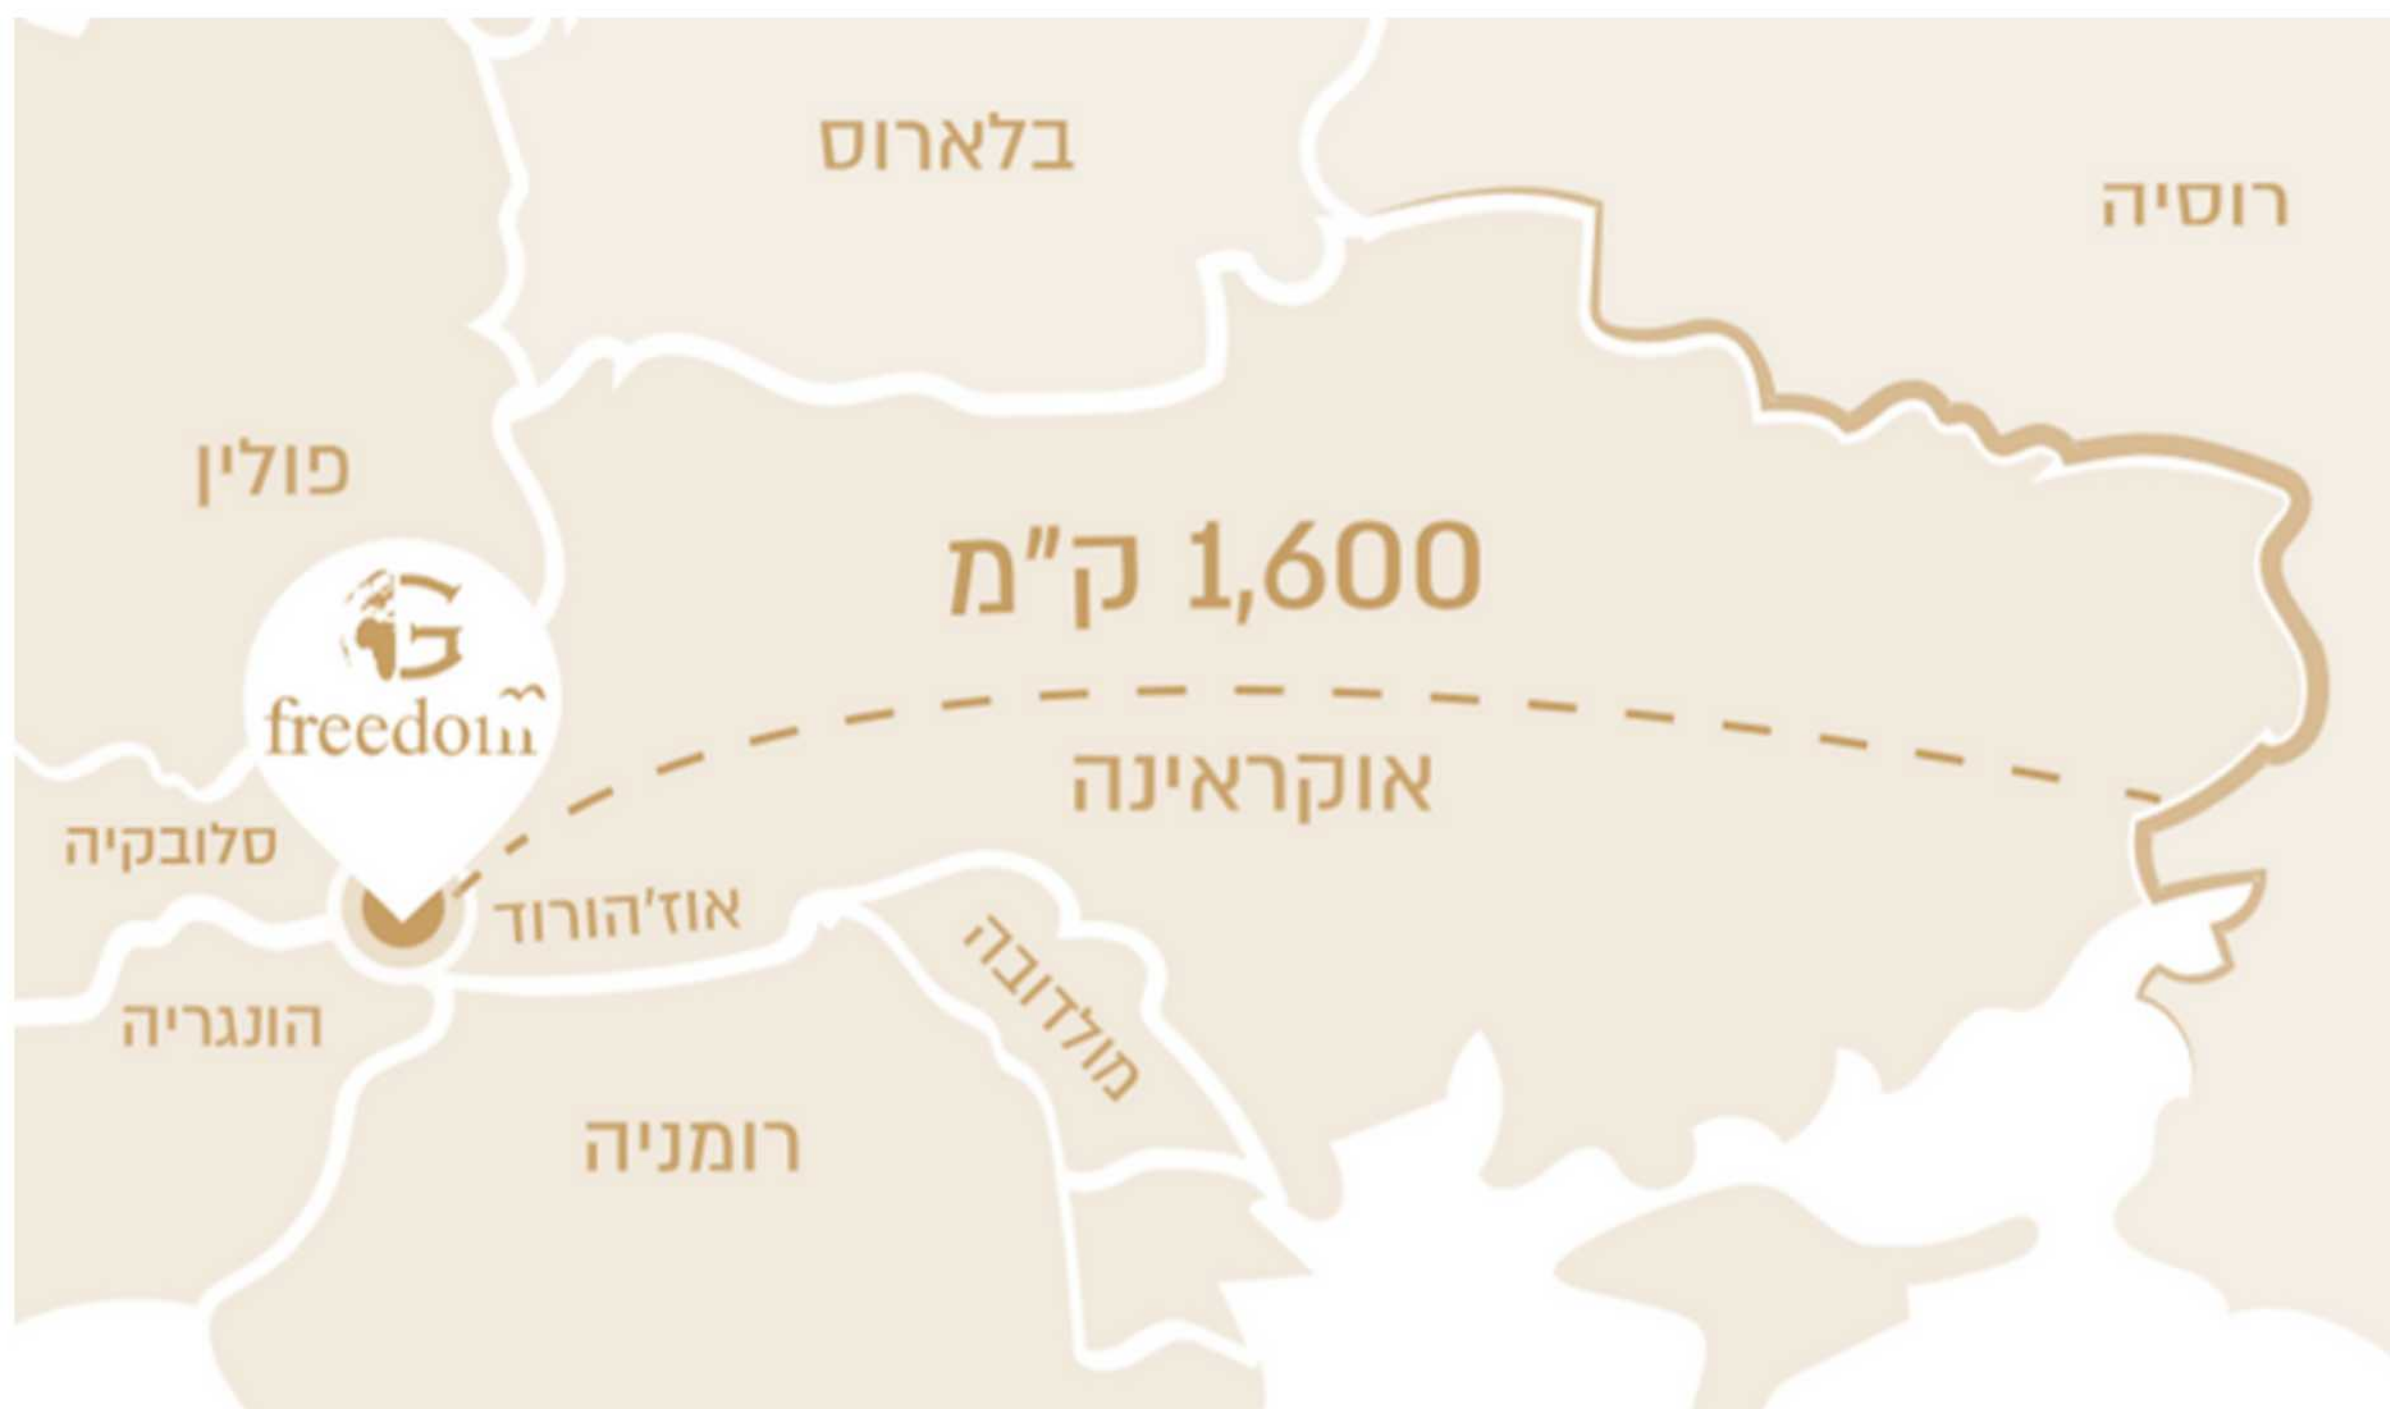 בלארוס
רוסיה
פולין
1,600 ק״מ
G
freedom
אוקראינה
סלובקיה
אוז'הורוד
מולדובה
הונגריה
רומניה